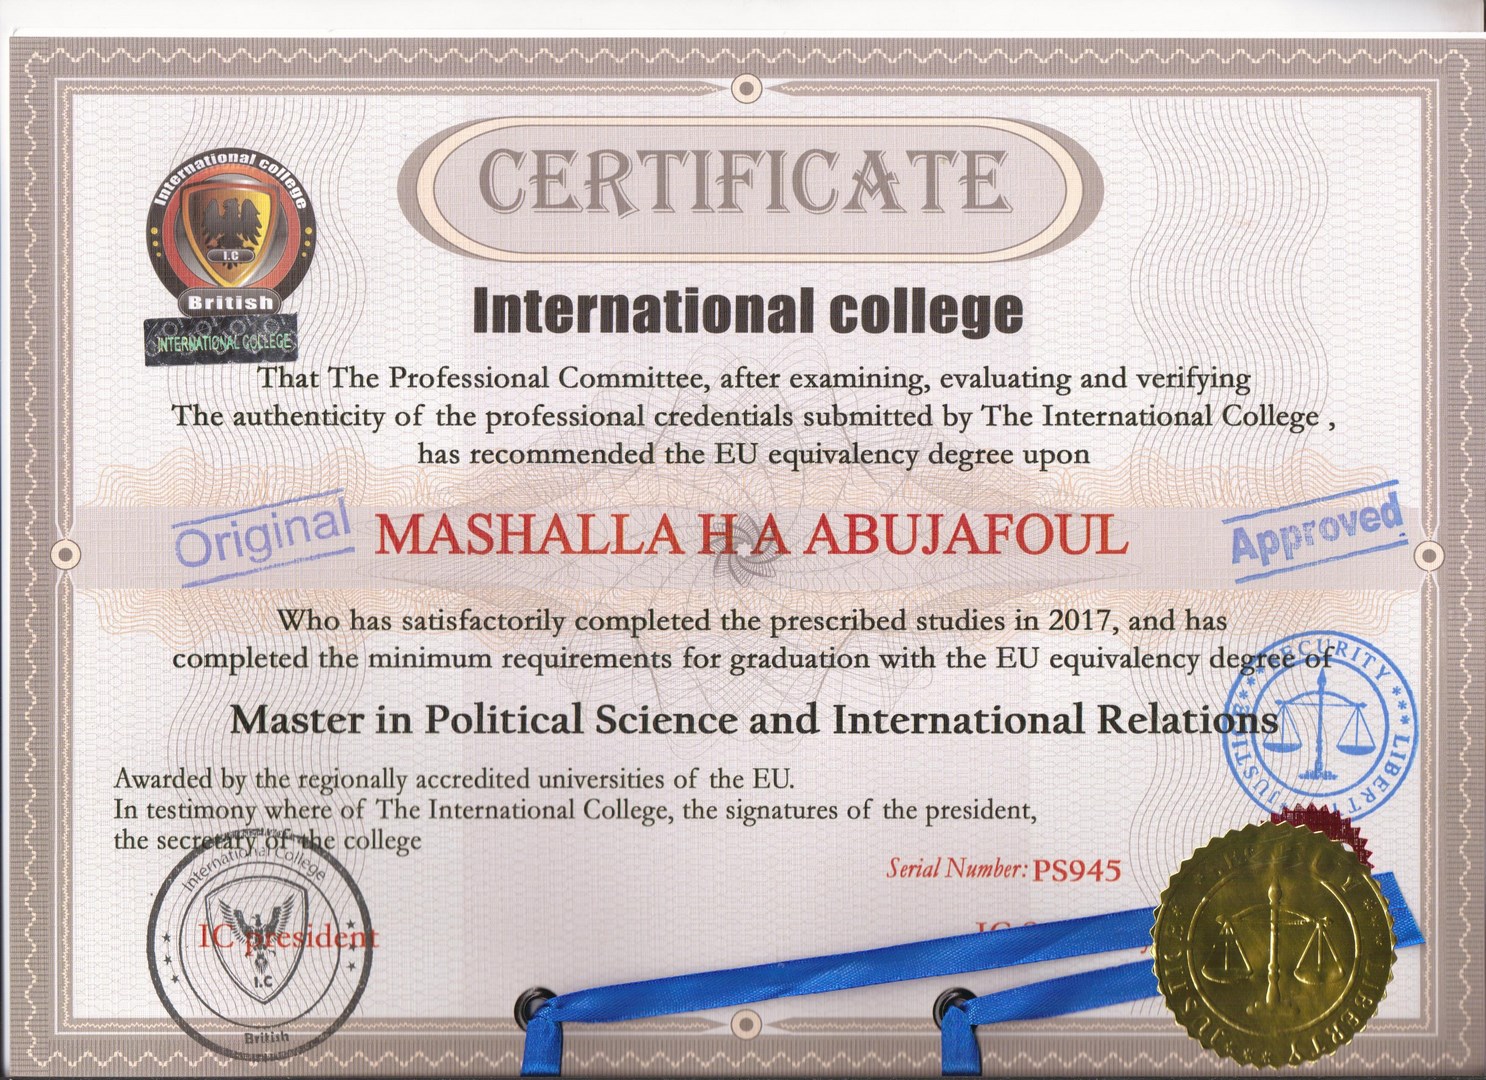 CERTIFICATE
International college
I.C
British
INTERNATIONAL COLLEGE
International college
That The Professional Committee, after examining, evaluating and verifying
The authenticity of the professional credentials submitted by The International College ,
has recommended the EU equivalency degree upon
Original
MASHALLA H A ABUJAFOUL
Approved
Who has satisfactorily completed the prescribed studies in 2017, and has
completed the minimum requirements for graduation with the EU equivalency degree of
Master in Political Science and International Relations
SECURITY *** LIBERTY JUSTICE ***
Awarded by the regionally accredited universities of the EU.
In testimony where of The International College, the signatures of the president,
the secretary of the college
Serial Number: PS945
International College
IC president
I.C
British
IC
JUSTICE * LIBERTY